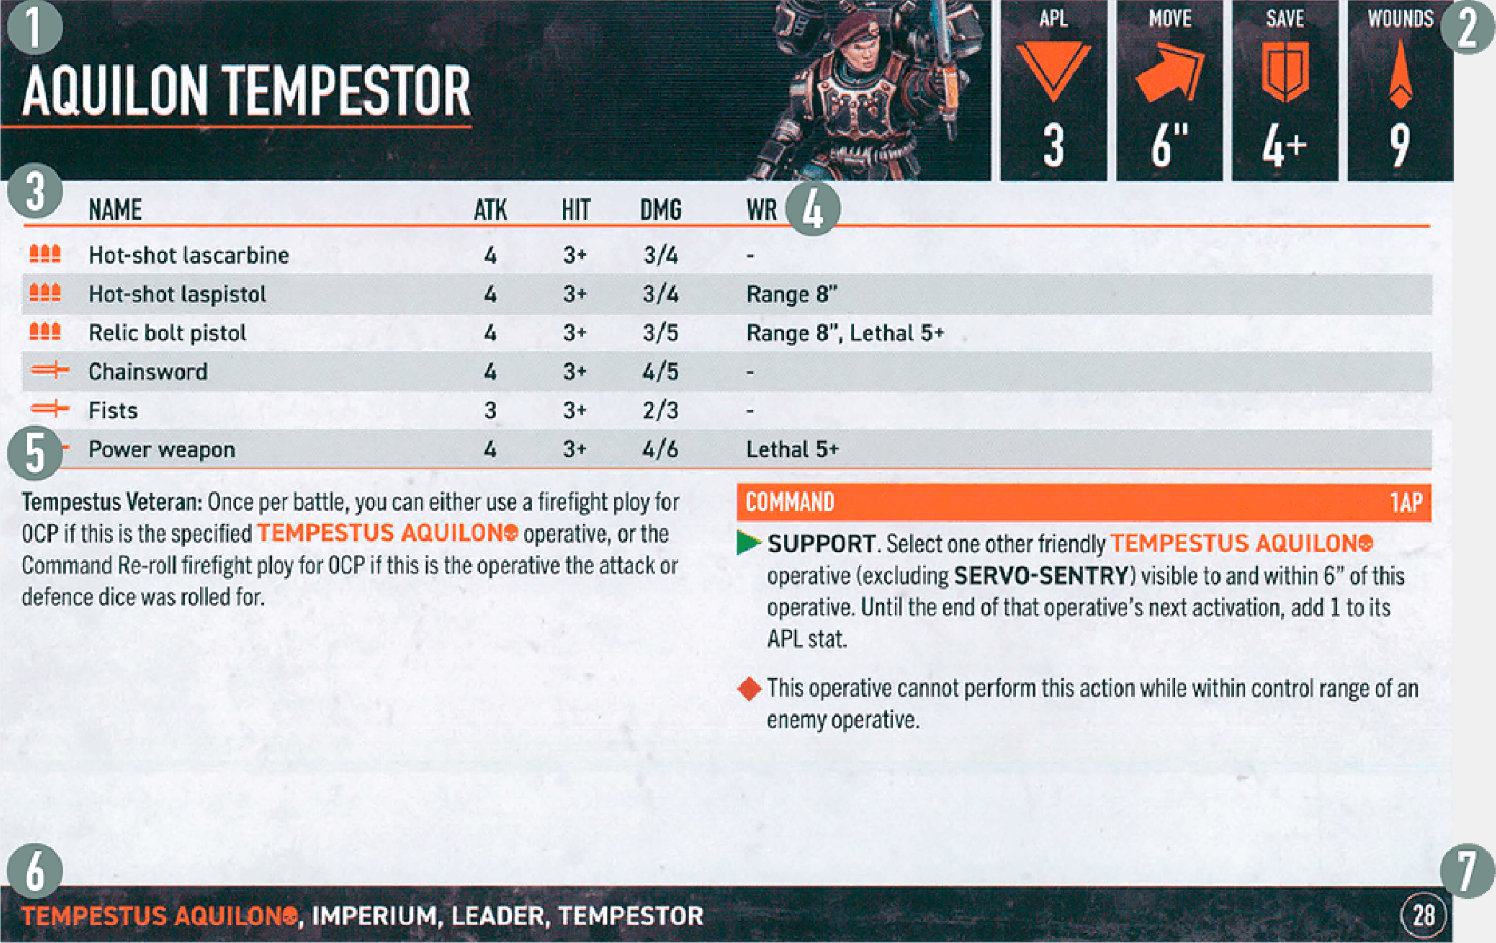 1
AQUILON TEMPESTOR
APL MOVE SAVE WOUNDS 2
3 6" 4+ 9
3
NAME ATK HIT DMG WR 4
Hot-shot lascarbine 4 3+ 3/4 -
Hot-shot laspistol 4 3+ 3/4 Range 8"
Relic bolt pistol 4 3+ 3/5 Range 8", Lethal 5+
Chainsword 4 3+ 4/5 -
Fists 3 3+ 2/3 -
5 Power weapon 4 3+ 4/6 Lethal 5+
Tempestus Veteran: Once per battle, you can either use a firefight ploy for
0CP if this is the specified TEMPESTUS AQUILON operative, or the
Command Re-roll firefight ploy for 0CP if this is the operative the attack or
defence dice was rolled for.
COMMAND 1AP
SUPPORT. Select one other friendly TEMPESTUS AQUILON
operative (excluding SERVO-SENTRY) visible to and within 6" of this
operative. Until the end of that operative's next activation, add 1 to its
APL stat.
This operative cannot perform this action while within control range of an
enemy operative.
6 7
TEMPESTUS AQUILON, IMPERIUM, LEADER, TEMPESTOR 28